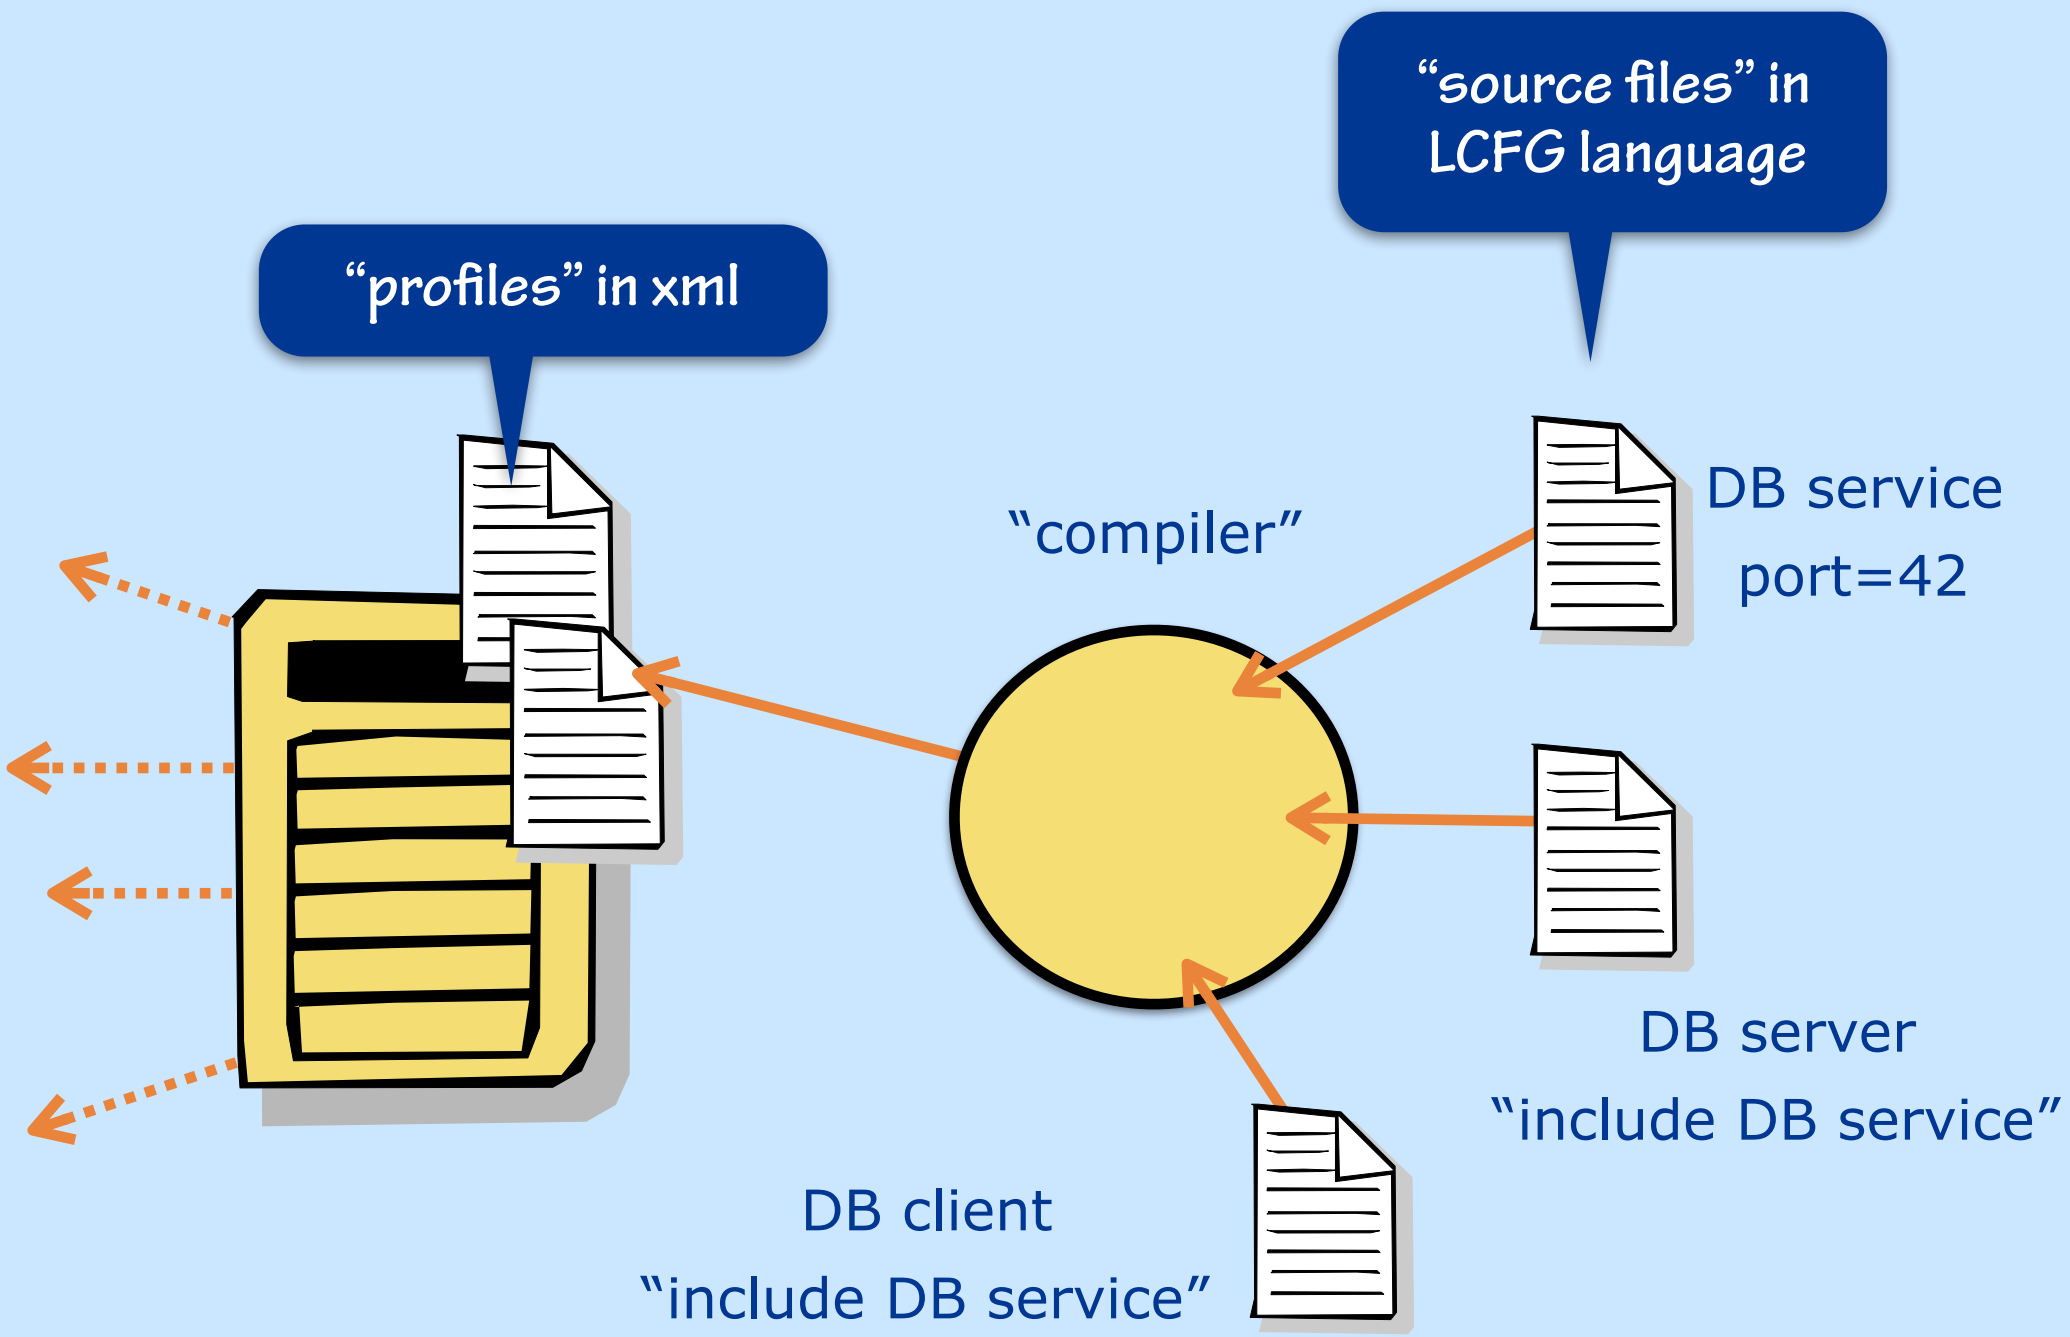 “source files” in
LCFG language
“profiles” in xml
“compiler”
DB service
port=42
DB server
“include DB service”
DB client
“include DB service”